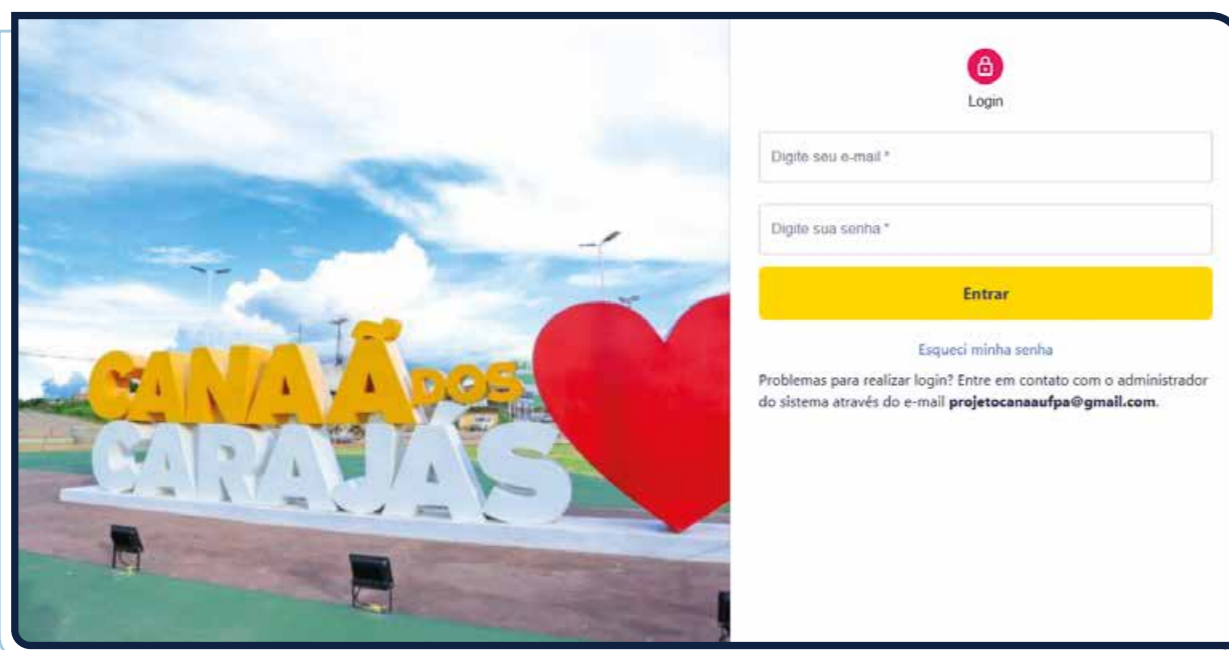 CANAÃ DOS
CARAJÁS
Login
Digite seu e-mail *
Digite sua senha *
Entrar
Esqueci minha senha
Problemas para realizar login? Entre em contato com o administrador
do sistema através do e-mail projetocanaaufpa@gmail.com.